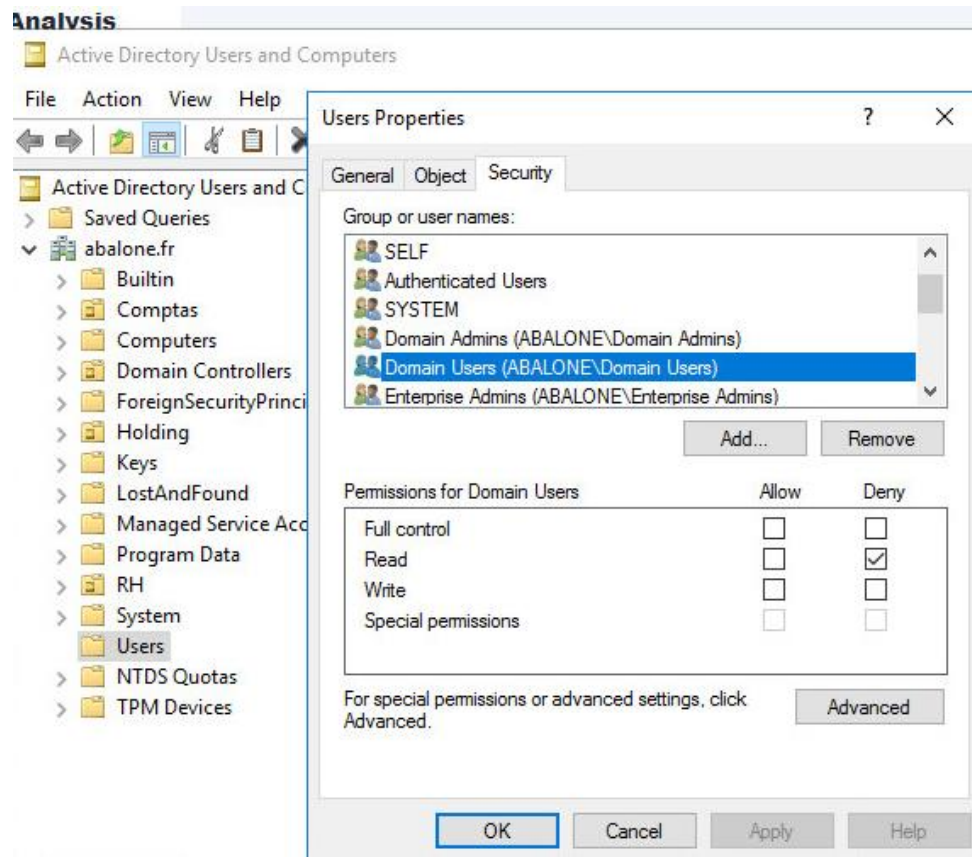 Analysis
Active Directory Users and Computers
File Action View Help
Active Directory Users and C
Saved Queries
abalone.fr
Builtin
Comptas
Computers
Domain Controllers
ForeignSecurityPrinci
Holding
Keys
LostAndFound
Managed Service Acc
Program Data
RH
System
Users
NTDS Quotas
TPM Devices
Users Properties ?
General Object Security
Group or user names:
SELF
Authenticated Users
SYSTEM
Domain Admins (ABALONE\Domain Admins)
Domain Users (ABALONE\Domain Users)
Enterprise Admins (ABALONE\Enterprise Admins)
Add... Remove
Permissions for Domain Users Allow Deny
Full control
Read
Write
Special permissions
For special permissions or advanced settings, click
Advanced.
Advanced
OK Cancel Apply Help